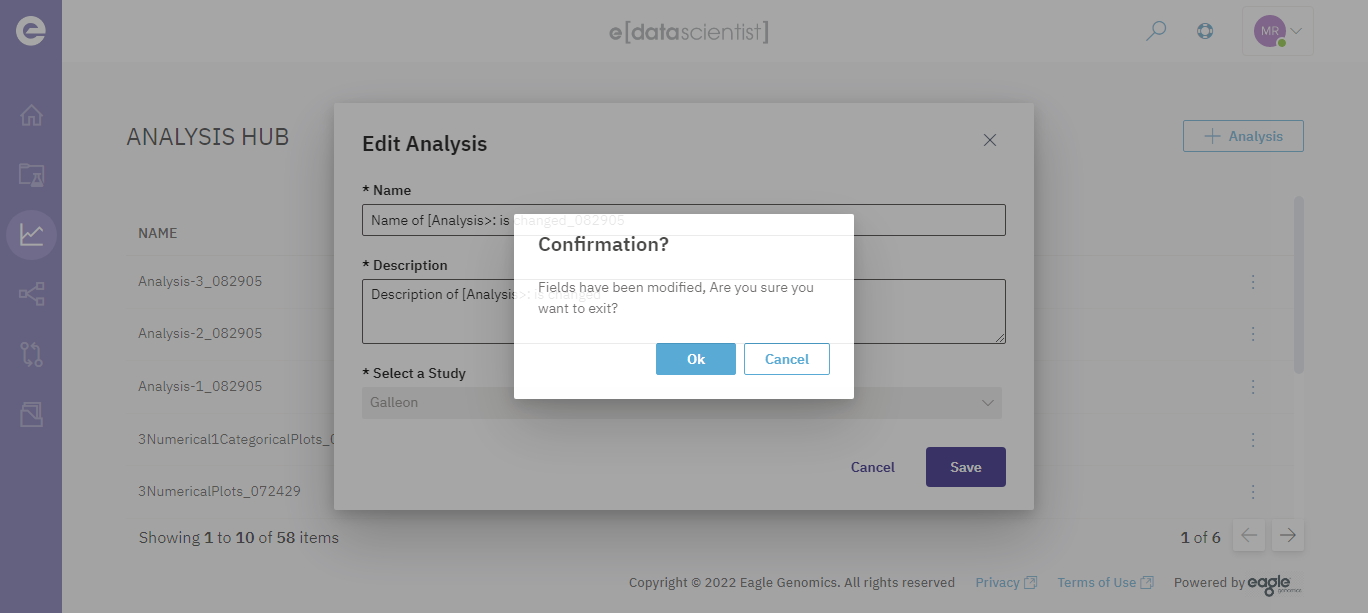 e[datascientist]
MR
ANALYSIS HUB
Analysis
NAME
Analysis-3_082905
Analysis-2_082905
Analysis-1_082905
3Numerical1CategoricalPlots_0
3NumericalPlots_072429
Showing 1 to 10 of 58 items
1 of 6
Edit Analysis
* Name
Name of [Analysis>: is changed_082905
* Description
Description of [Analysis>: is changed
* Select a Study
Galleon
Cancel
Save
Confirmation?
Fields have been modified, Are you sure you
want to exit?
Ok
Cancel
Copyright © 2022 Eagle Genomics. All rights reserved
Privacy
Terms of Use
Powered by eagle genomics